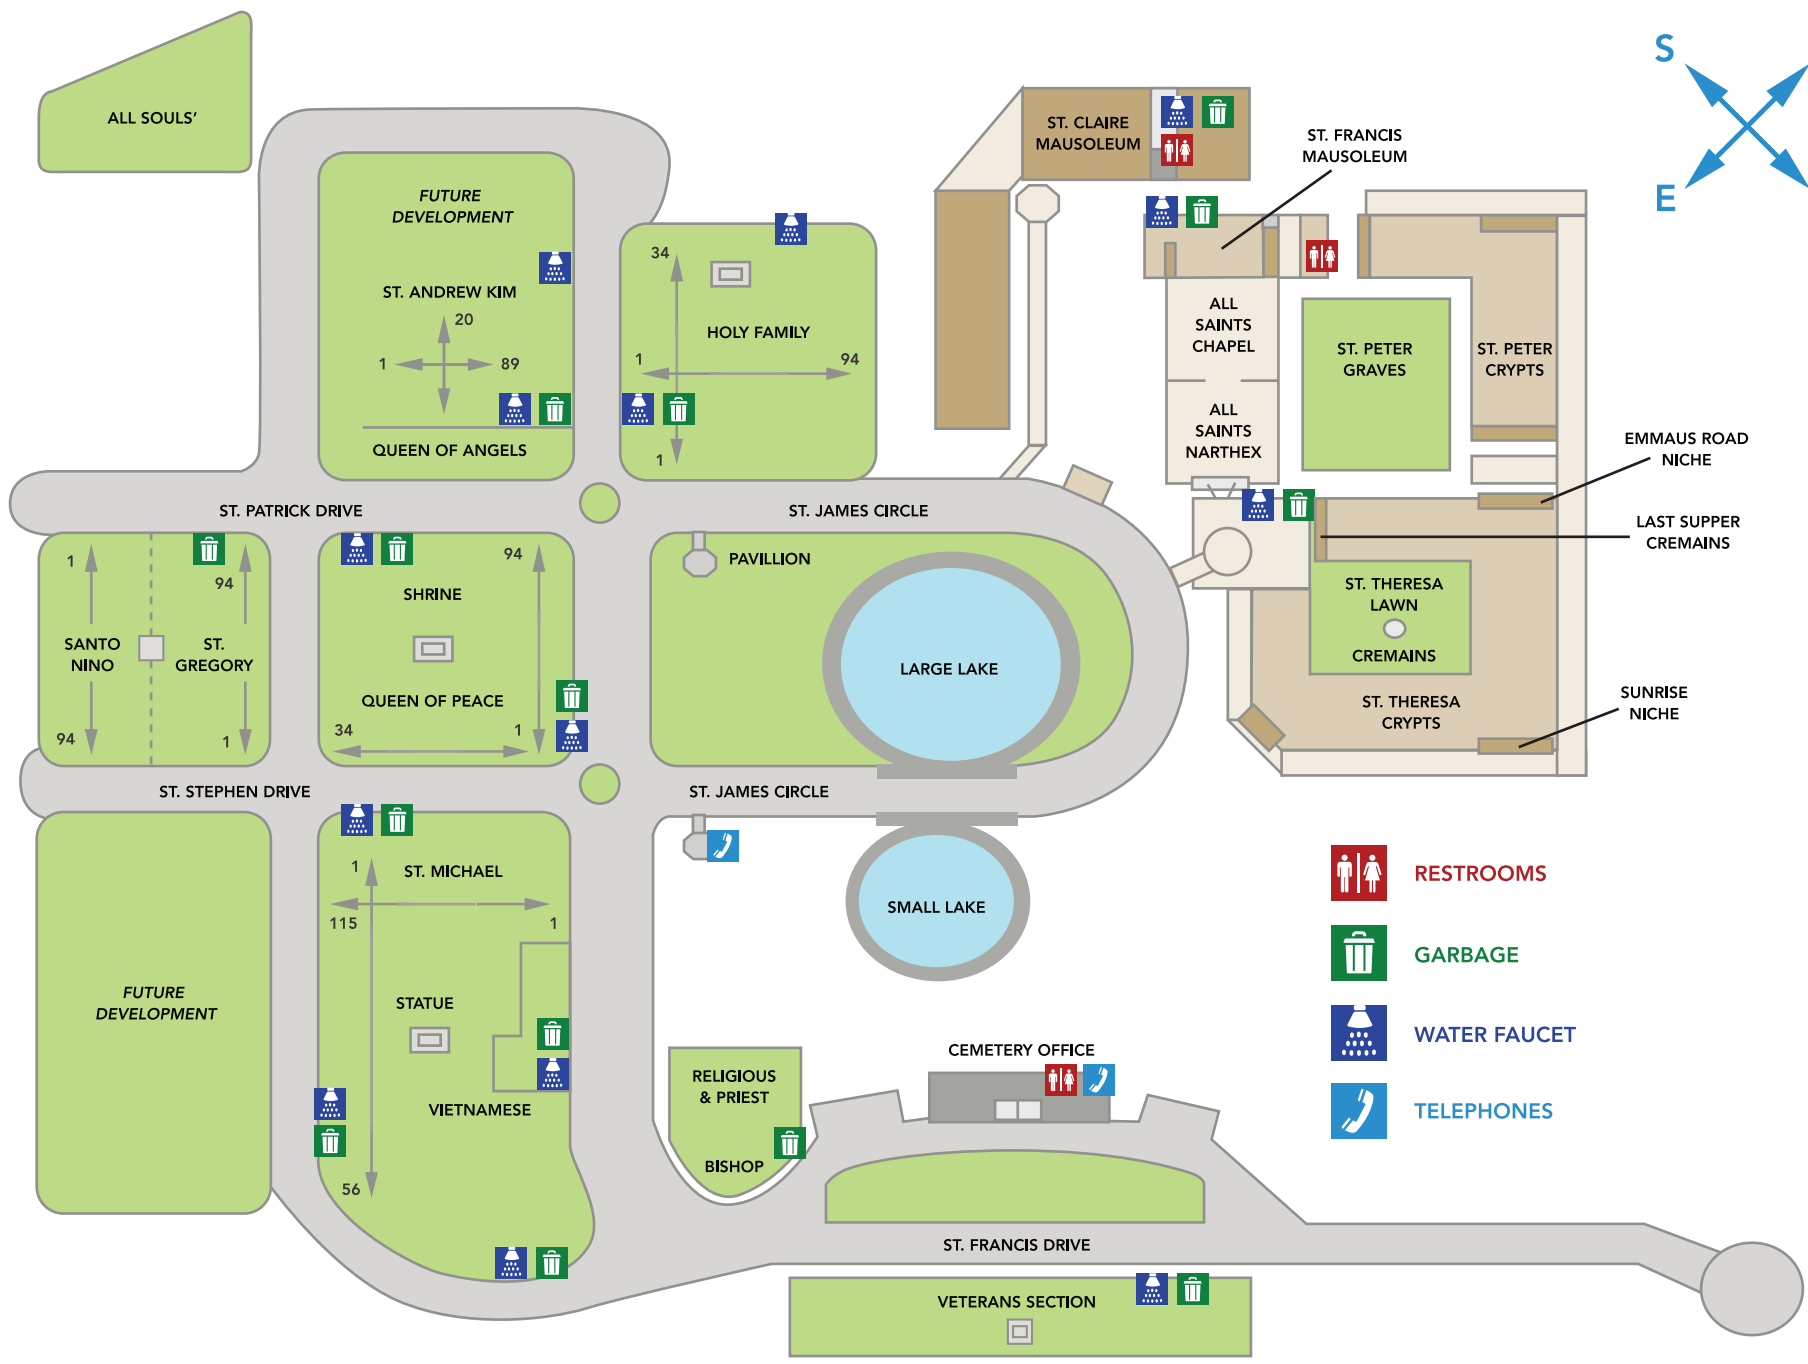 ALL SOULS'
FUTURE
DEVELOPMENT
ST. ANDREW KIM
20
1
89
QUEEN OF ANGELS
34
HOLY FAMILY
1
94
1
ST. CLAIRE
MAUSOLEUM
ST. FRANCIS
MAUSOLEUM
S
E
ALL
SAINTS
CHAPEL
ALL
SAINTS
NARTHEX
ST. PETER
GRAVES
ST. PETER
CRYPTS
EMMAUS ROAD
NICHE
LAST SUPPER
CREMAINS
ST. PATRICK DRIVE
ST. JAMES CIRCLE
1
94
SANTO
NINO
ST.
GREGORY
94
1
SHRINE
94
QUEEN OF PEACE
34
1
PAVILLION
LARGE LAKE
ST. THERESA
LAWN
CREMAINS
ST. THERESA
CRYPTS
SUNRISE
NICHE
ST. STEPHEN DRIVE
ST. JAMES CIRCLE
FUTURE
DEVELOPMENT
1
ST. MICHAEL
115
1
STATUE
VIETNAMESE
56
SMALL LAKE
RELIGIOUS
& PRIEST
BISHOP
CEMETERY OFFICE
ST. FRANCIS DRIVE
VETERANS SECTION
RESTROOMS
GARBAGE
WATER FAUCET
TELEPHONES